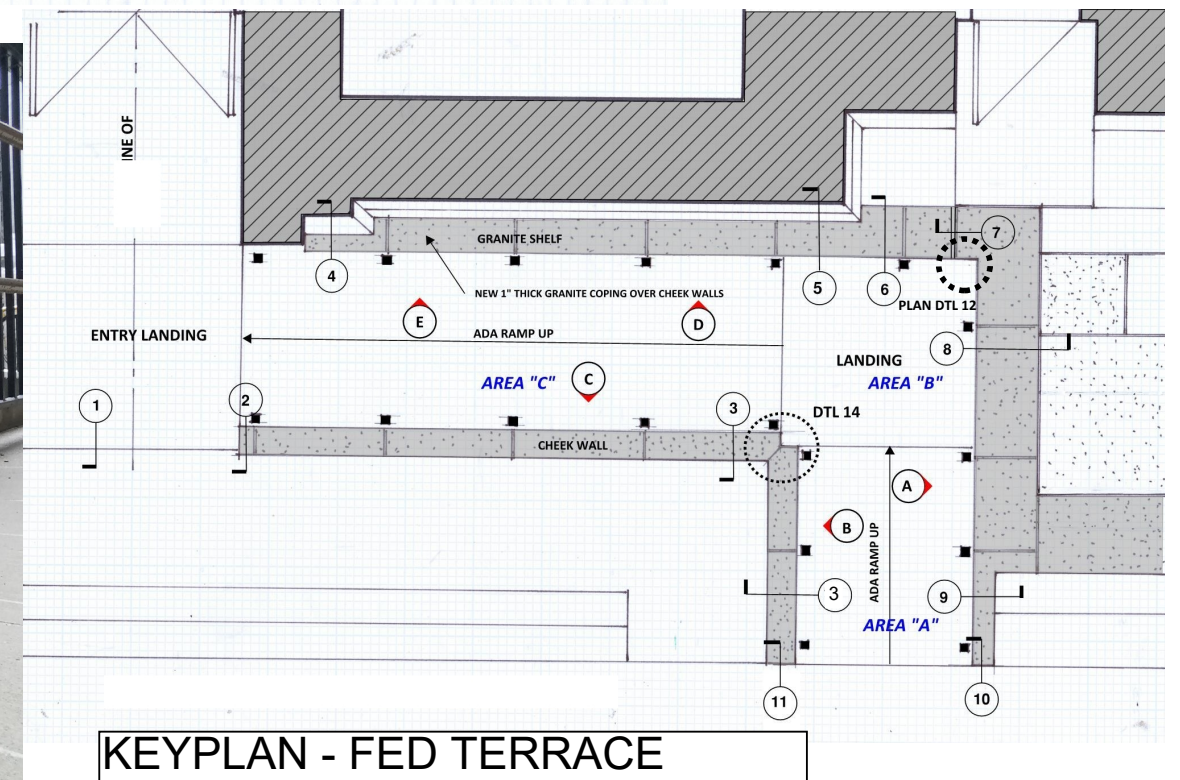 INE OF
GRANITE SHELF
4
5
6
7
NEW 1" THICK GRANITE COPING OVER CHEEK WALLS
PLAN DTL 12
E
D
ENTRY LANDING
ADA RAMP UP
8
LANDING
AREA "C"
C
AREA "B"
1
2
3
DTL 14
CHEEK WALL
A
B
ADA RAMP UP
3
9
AREA "A"
11
10
KEYPLAN - FED TERRACE